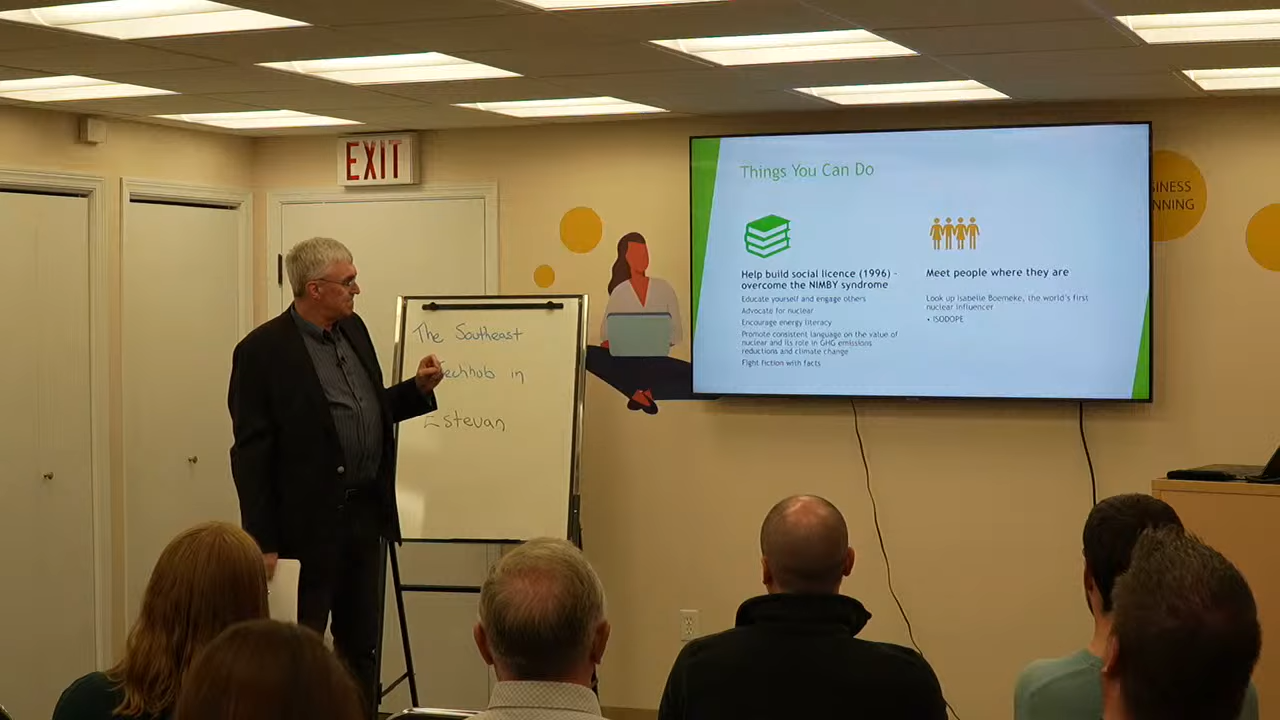 EXIT
The Southeast
Techhub in
Estevan
Things You Can Do
Help build social licence (1996) –
overcome the NIMBY syndrome
Educate yourself and engage others
Advocate for nuclear
Encourage energy literacy
Promote consistent language on the value of
nuclear and its role in GHG emissions
reductions and climate change
Fight fiction with facts
Meet people where they are
Look up Isabelle Boemeke, the world's first
nuclear influencer
• ISODOPE
INESS
NNING